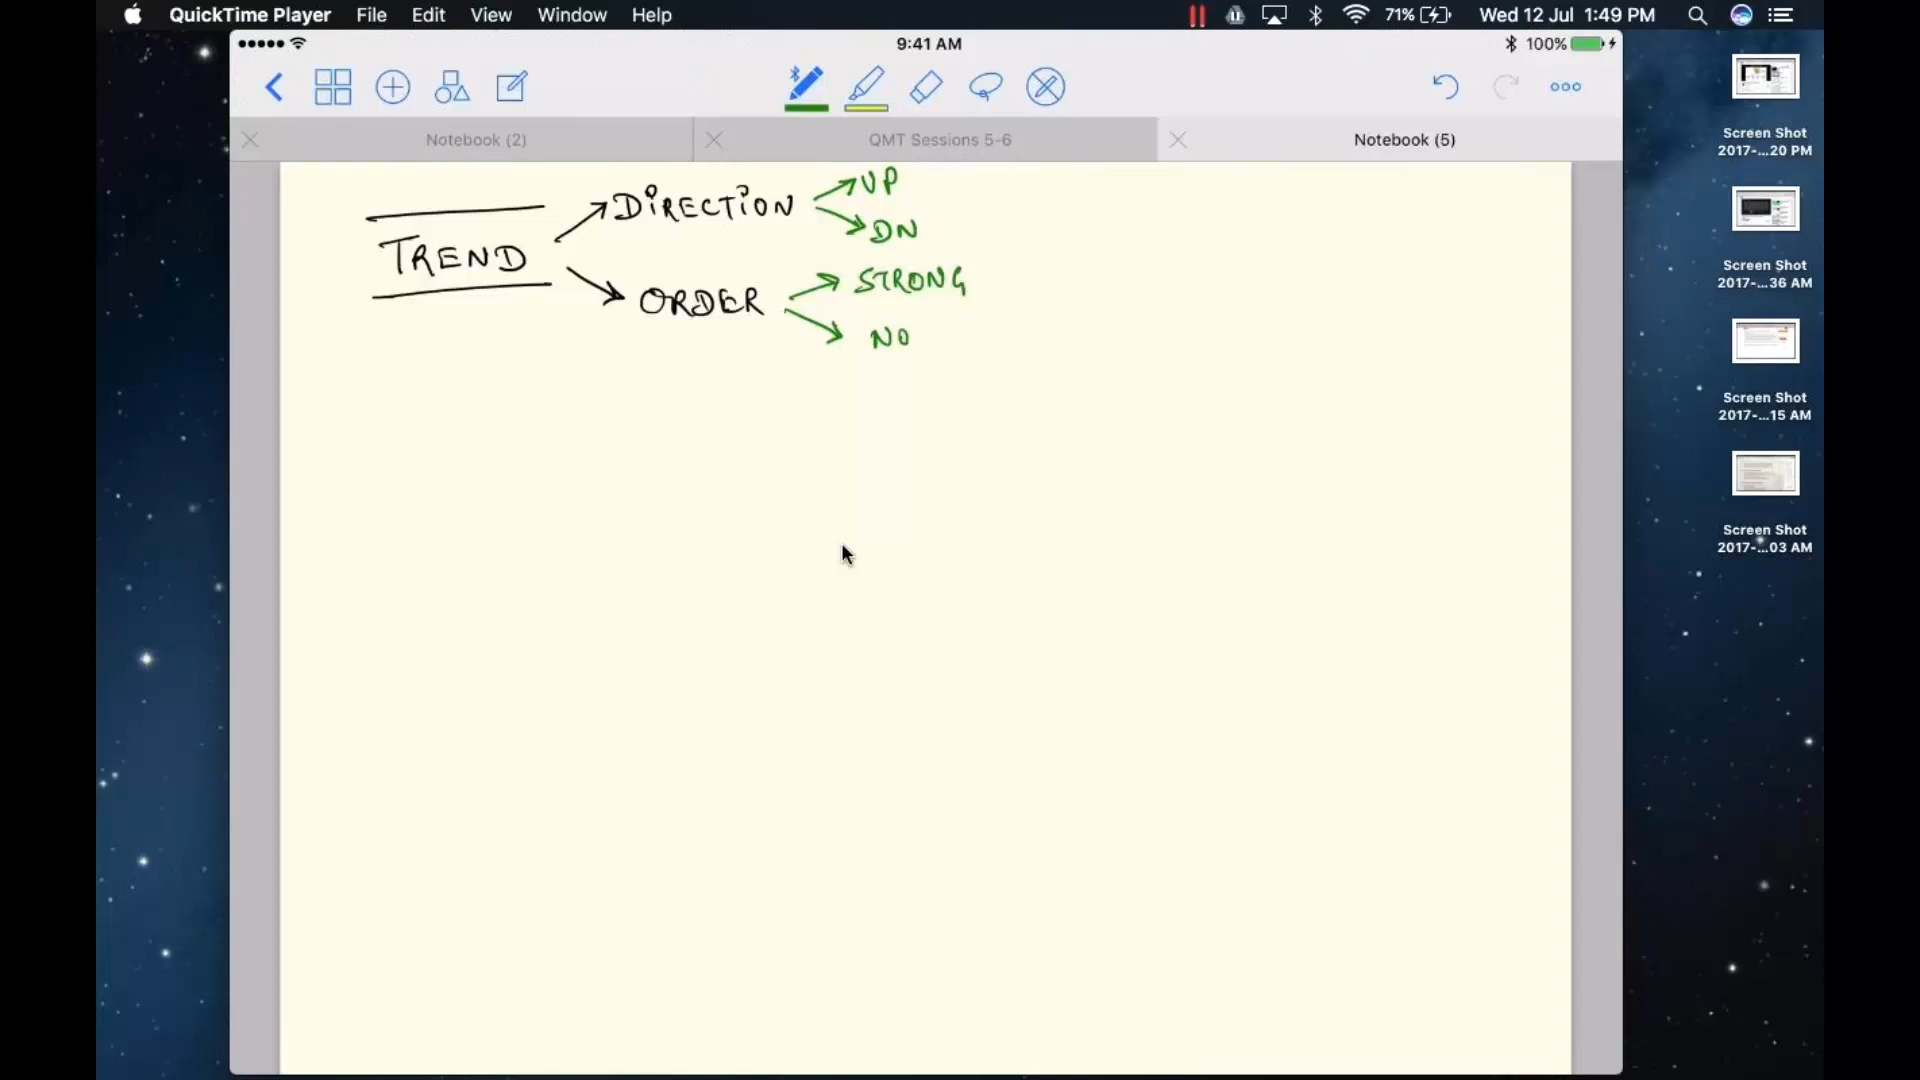 QuickTime Player File Edit View Window Help 71% Wed 12 Jul 1:49 PM
9:41 AM 100%
Notebook (2) QMT Sessions 5-6 Notebook (5)
UP
DIRECTION
DN
TREND
STRONG
ORDER
NO
Screen Shot
2017-...20 PM
Screen Shot
2017-...36 AM
Screen Shot
2017-...15 AM
Screen Shot
2017-...03 AM